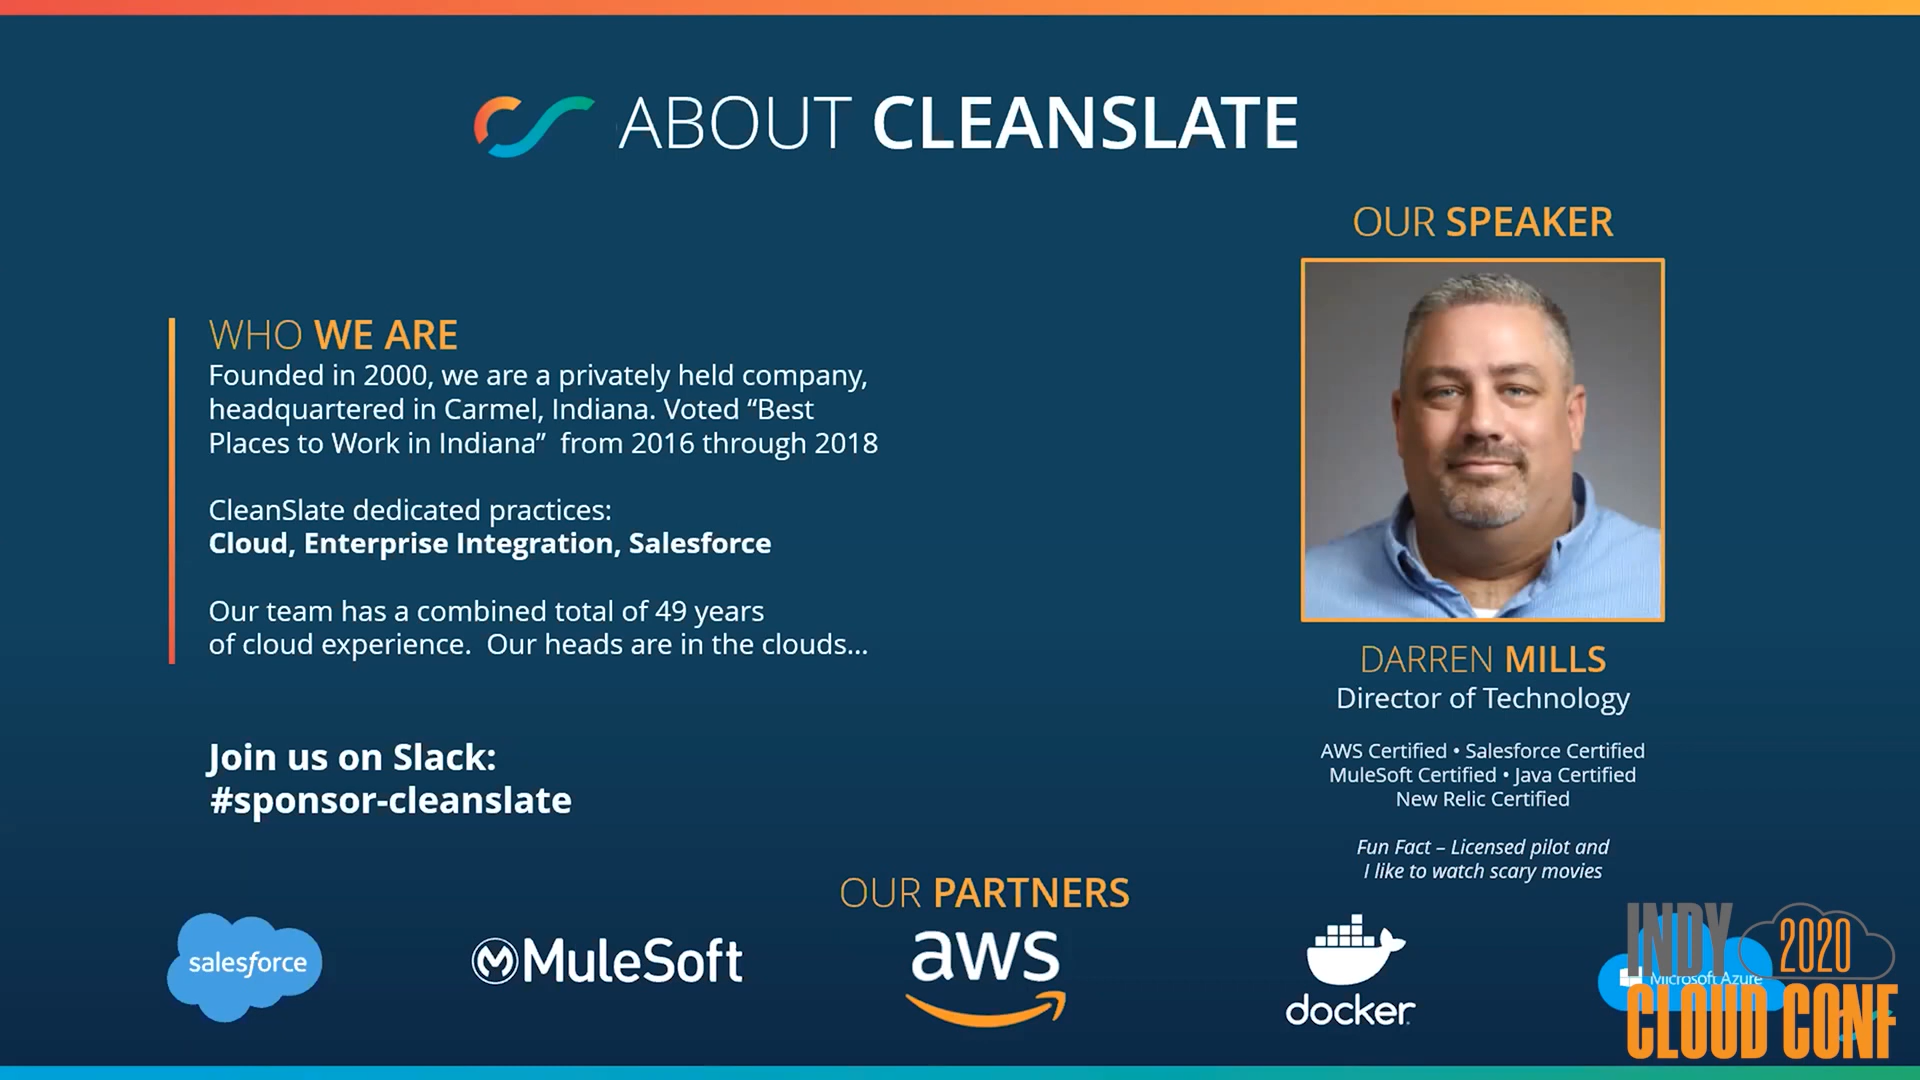 ABOUT CLEANSLATE
WHO WE ARE
Founded in 2000, we are a privately held company,
headquartered in Carmel, Indiana. Voted “Best
Places to Work in Indiana” from 2016 through 2018
CleanSlate dedicated practices:
Cloud, Enterprise Integration, Salesforce
Our team has a combined total of 49 years
of cloud experience. Our heads are in the clouds...
Join us on Slack:
#sponsor-cleanslate
OUR SPEAKER
DARREN MILLS
Director of Technology
AWS Certified • Salesforce Certified
MuleSoft Certified • Java Certified
New Relic Certified
Fun Fact – Licensed pilot and
I like to watch scary movies
OUR PARTNERS
salesforce
MuleSoft
aws
docker
Microsoft Azure
INDY 2020
CLOUD CONF